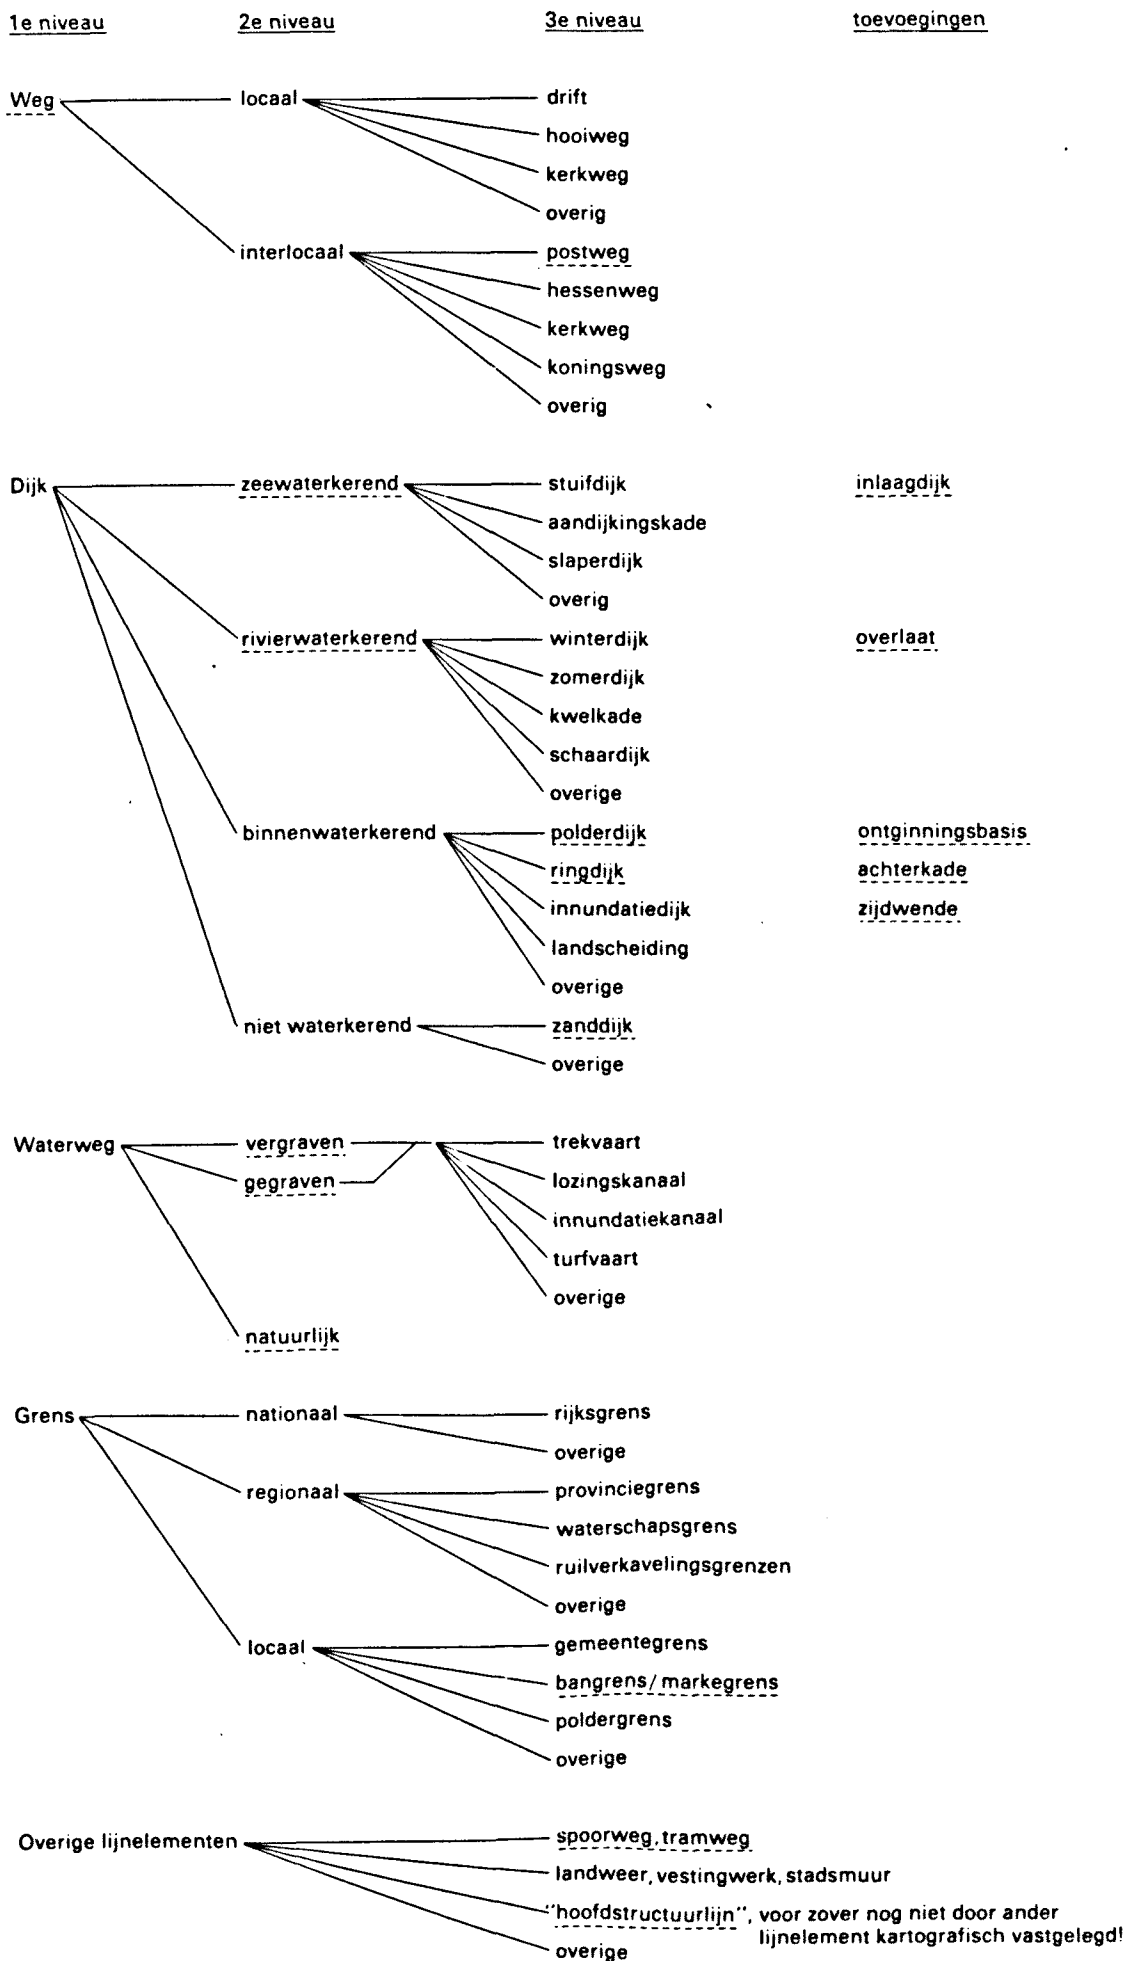 1e niveau 2e niveau 3e niveau toevoegingen
Weg locaal drift
hooiweg
kerkweg
overig
interlocaal postweg
hessenweg
kerkweg
koningsweg
overig
Dijk zeewaterkerend stuifdijk inlaagdijk
aandijkingskade
slaperdijk
overig
rivierwaterkerend winterdijk overlaat
zomerdijk
kwelkade
schaardijk
overige
binnenwaterkerend polderdijk ontginningsbasis
ringdijk achterkade
innundatiedijk zijdwende
landscheiding
overige
niet waterkerend zanddijk
overige
Waterweg vergraven trekvaart
gegraven lozingskanaal
innundatiekanaal
turfvaart
overige
natuurlijk
Grens nationaal rijksgrens
overige
regionaal provinciegrens
waterschapsgrens
ruilverkavelingsgrenzen
overige
locaal gemeentegrens
bangrens/markegrens
poldergrens
overige
Overige lijnelementen spoorweg, tramweg
landweer, vestingwerk, stadsmuur
"hoofdstructuurlijn", voor zover nog niet door ander
lijnelement kartografisch vastgelegd!
overige